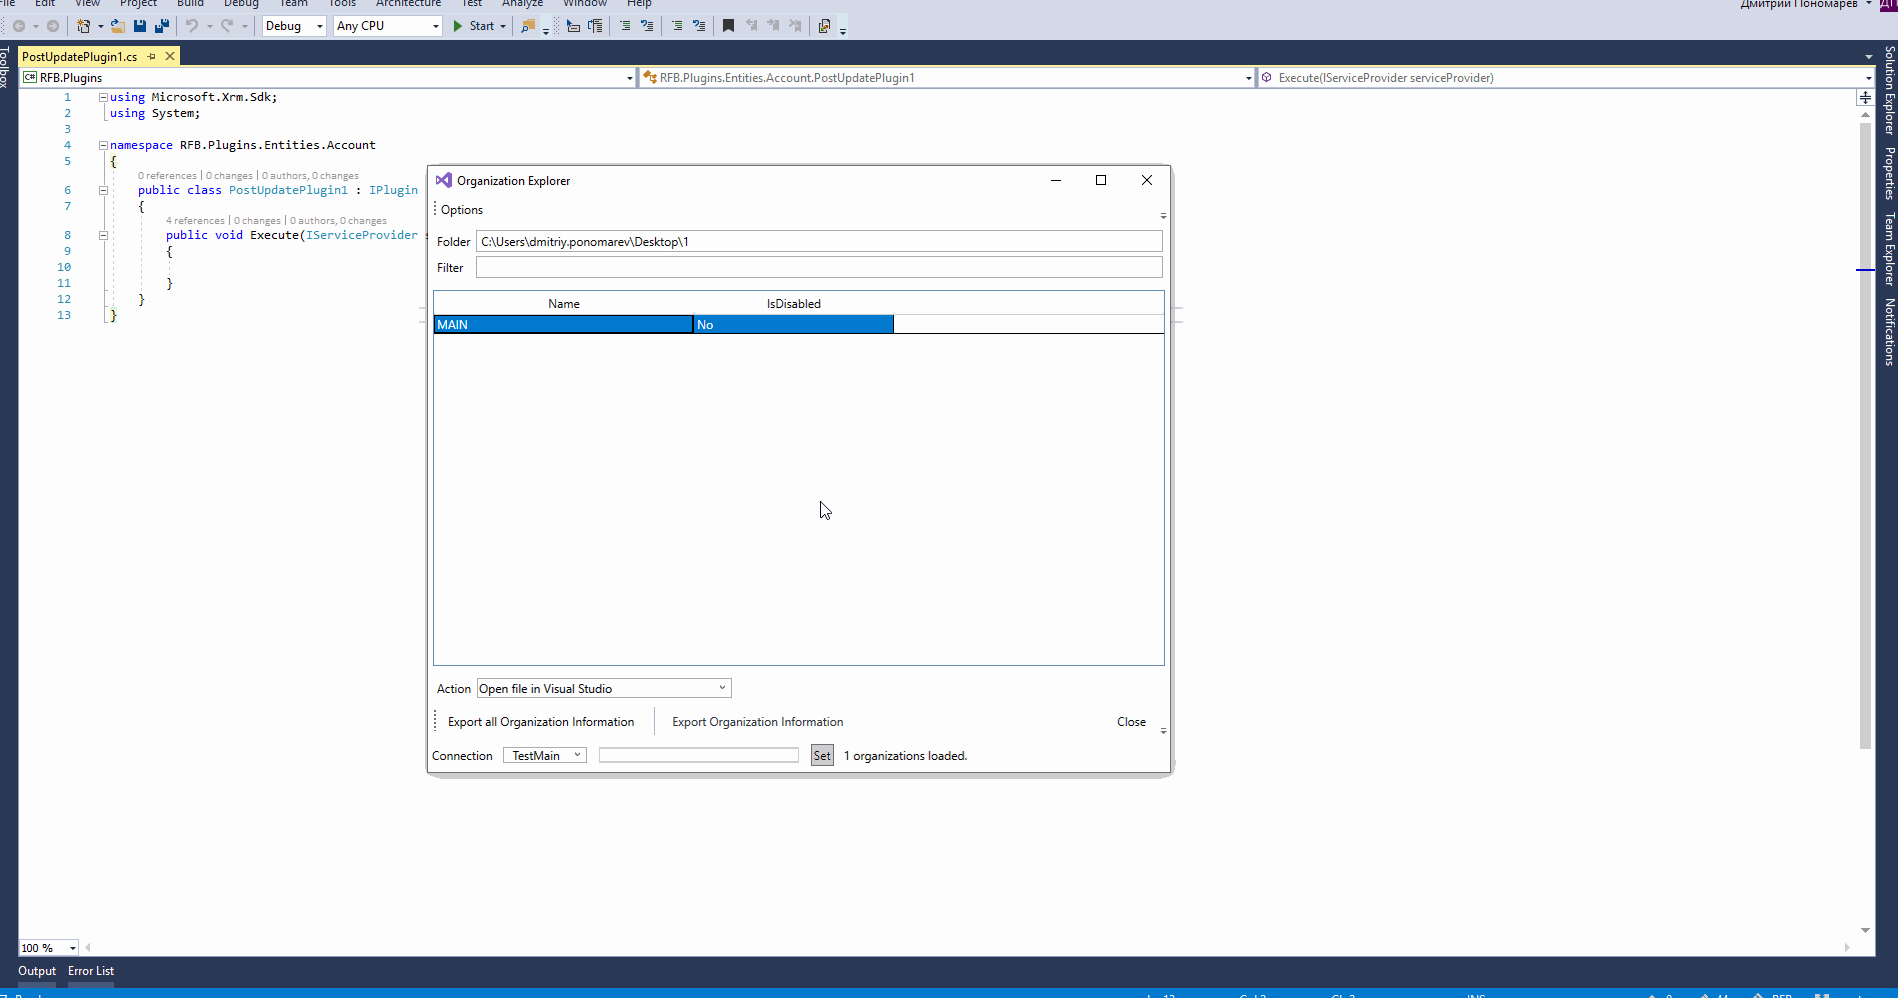 File Edit View Project Build Debug Team Tools Architecture Test Analyze Window Help
Дмитрий Пономарев
Debug Any CPU Start
Toolbox
PostUpdatePlugin1.cs
RFB.Plugins RFB.Plugins.Entities.Account.PostUpdatePlugin1 Execute(IServiceProvider serviceProvider)
1 using Microsoft.Xrm.Sdk;
2 using System;
3
4 namespace RFB.Plugins.Entities.Account
5 {
0 references | 0 changes | 0 authors, 0 changes
6 public class PostUpdatePlugin1 : IPlugin
7 {
4 references | 0 changes | 0 authors, 0 changes
8 public void Execute(IServiceProvider s
9 {
10
11 }
12 }
13 }
Organization Explorer
Options
Folder C:\Users\dmitriy.ponomarev\Desktop\1
Filter
Name IsDisabled
MAIN No
Action Open file in Visual Studio
Export all Organization Information Export Organization Information Close
Connection TestMain Set 1 organizations loaded.
Solution Explorer
Properties
Team Explorer
Notifications
100 %
Output Error List